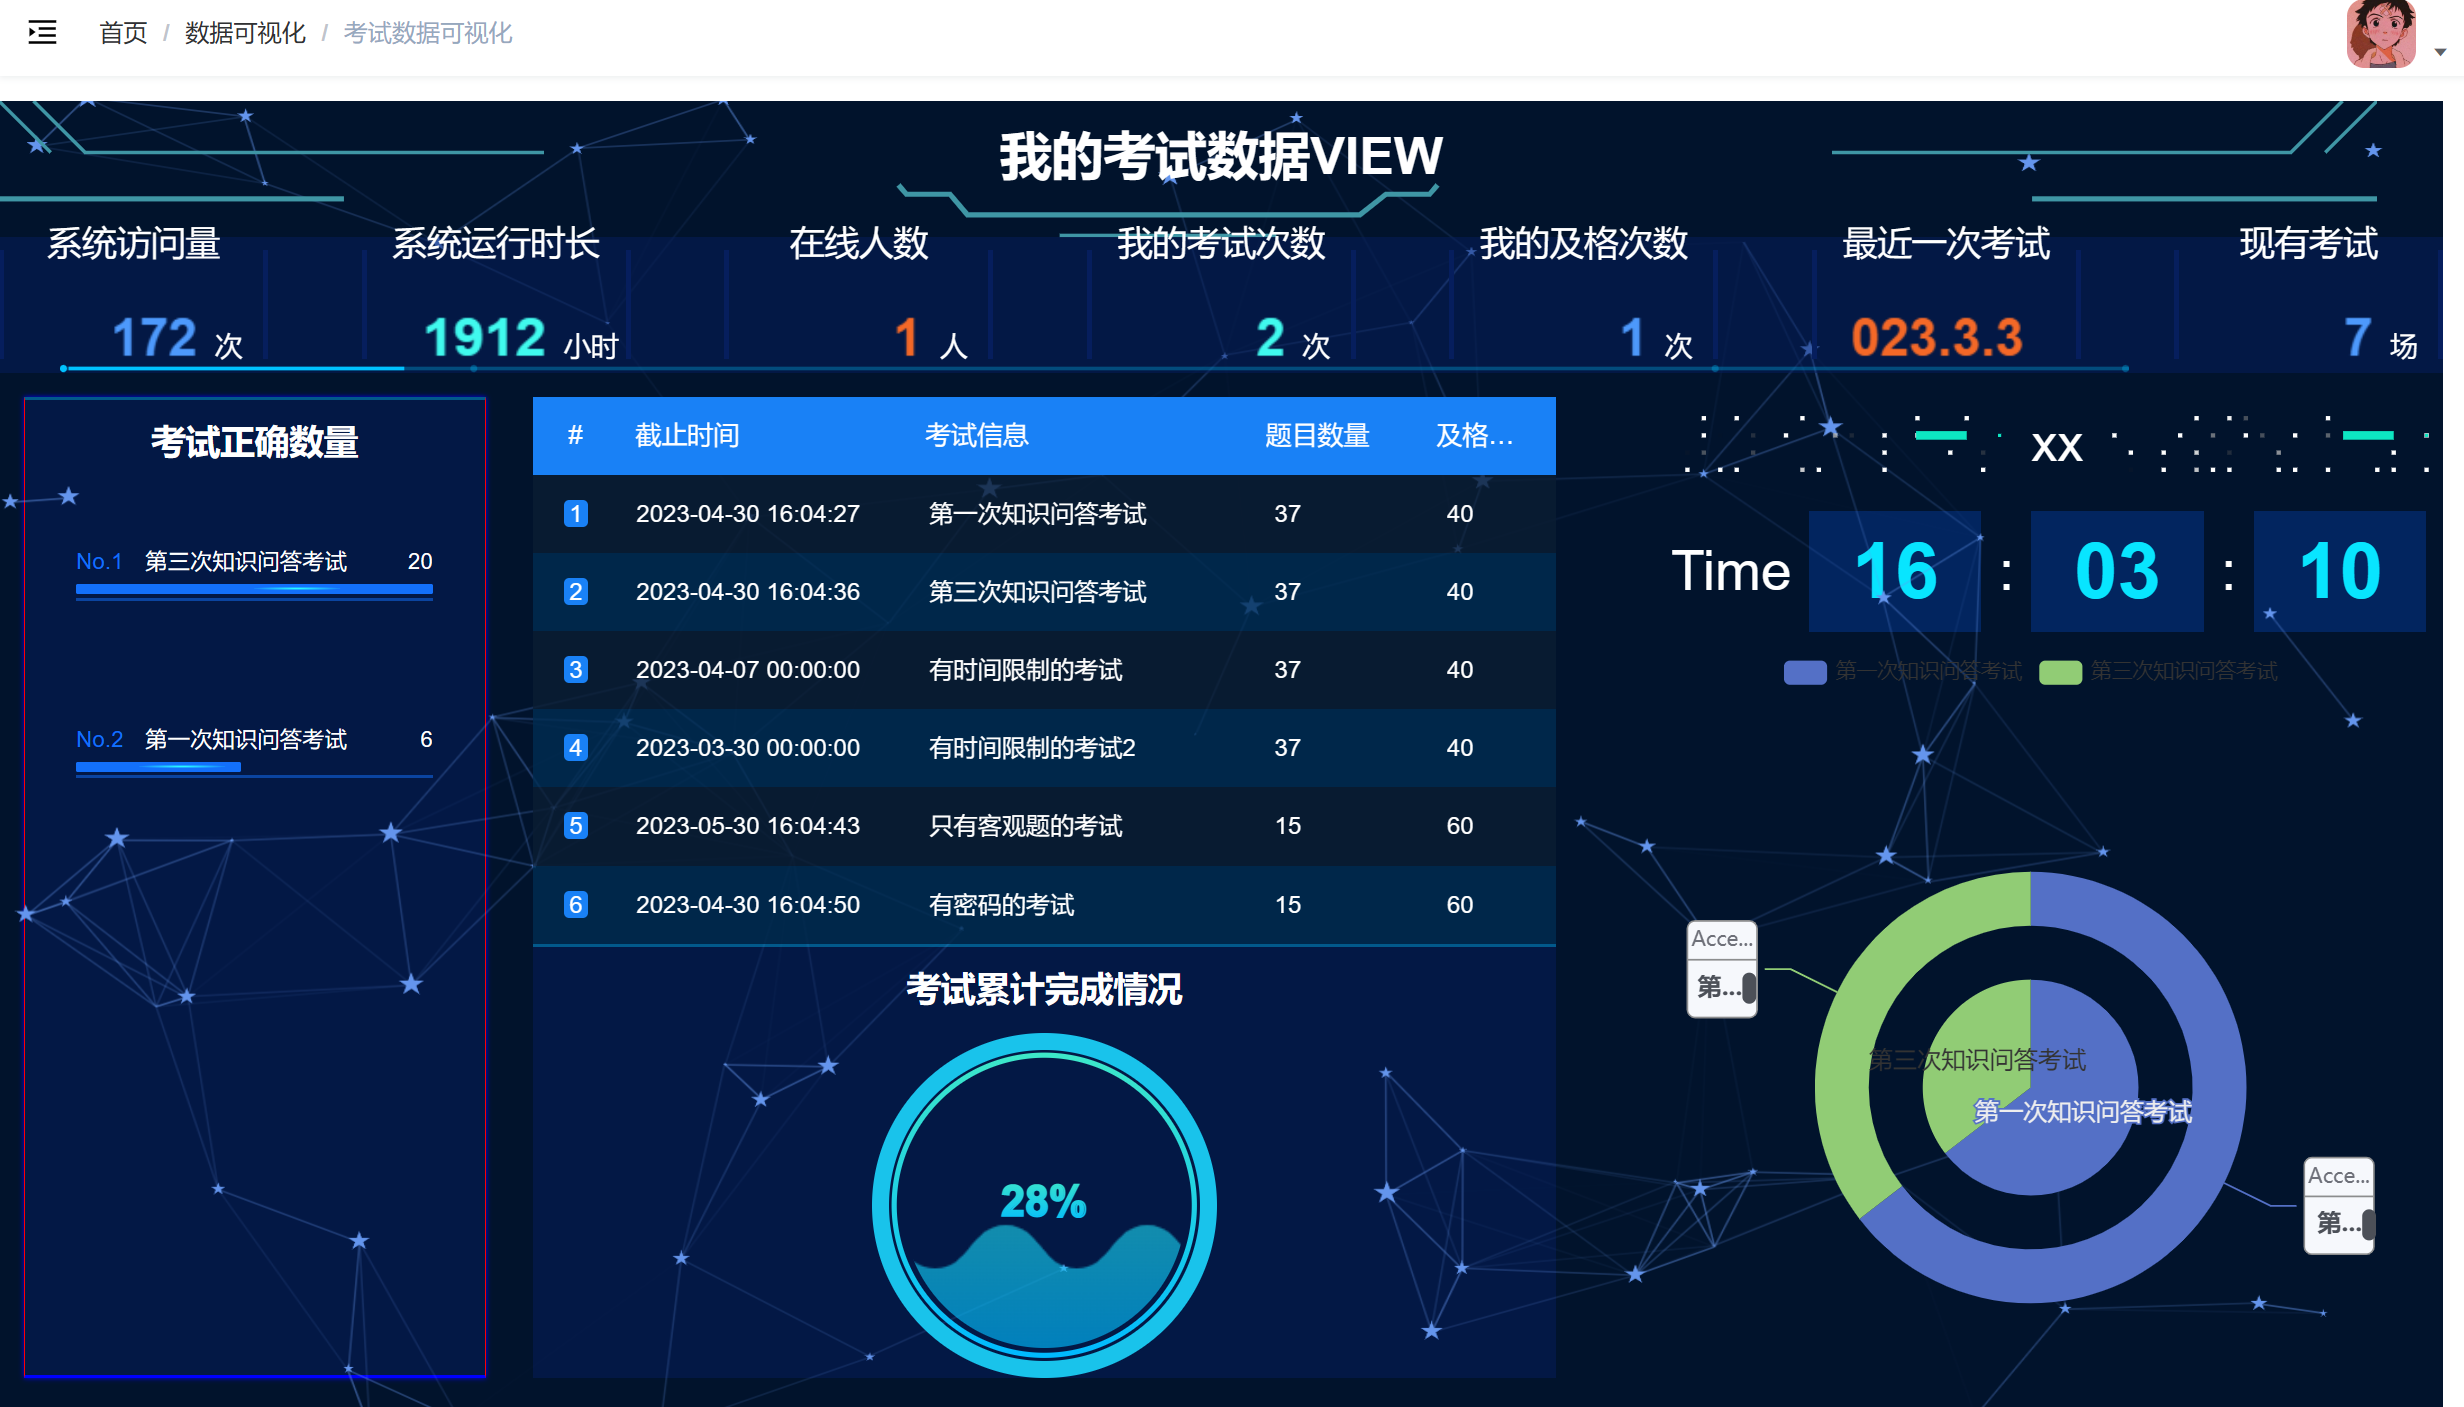 首页 / 数据可视化 / 考试数据可视化
我的考试数据VIEW
系统访问量 系统运行时长 在线人数 我的考试次数 我的及格次数 最近一次考试 现有考试
172 次 1912 小时 1 人 2 次 1 次 023.3.3 7 场
考试正确数量
No.1 第三次知识问答考试 20
No.2 第一次知识问答考试 6
# 截止时间 考试信息 题目数量 及格...
1 2023-04-30 16:04:27 第一次知识问答考试 37 40
2 2023-04-30 16:04:36 第三次知识问答考试 37 40
3 2023-04-07 00:00:00 有时间限制的考试 37 40
4 2023-03-30 00:00:00 有时间限制的考试2 37 40
5 2023-05-30 16:04:43 只有客观题的考试 15 60
6 2023-04-30 16:04:50 有密码的考试 15 60
考试累计完成情况
28%
XX
Time 16 : 03 : 10
第一次知识问答考试 第三次知识问答考试
Acce...
第...
第三次知识问答考试
第一次知识问答考试
Acce...
第...